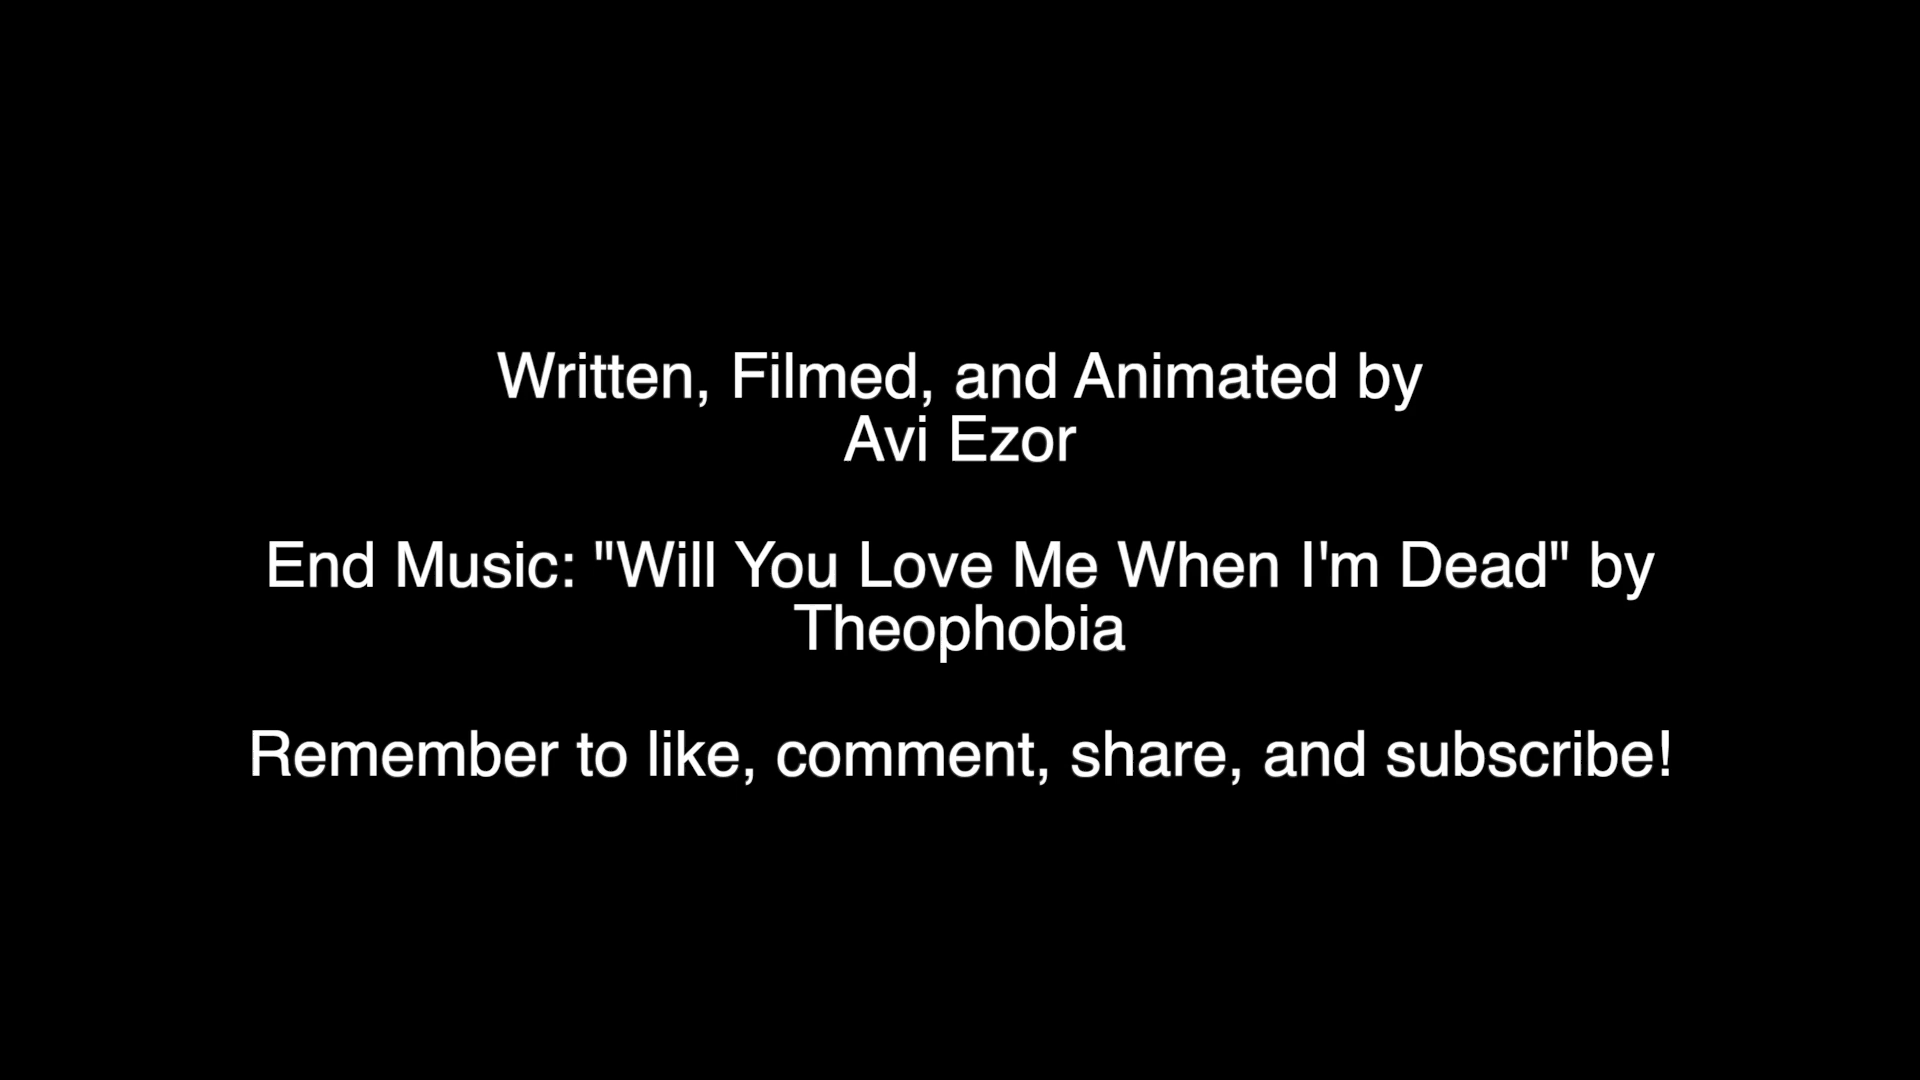 Written, Filmed, and Animated by
Avi Ezor
End Music: "Will You Love Me When I'm Dead" by
Theophobia
Remember to like, comment, share, and subscribe!